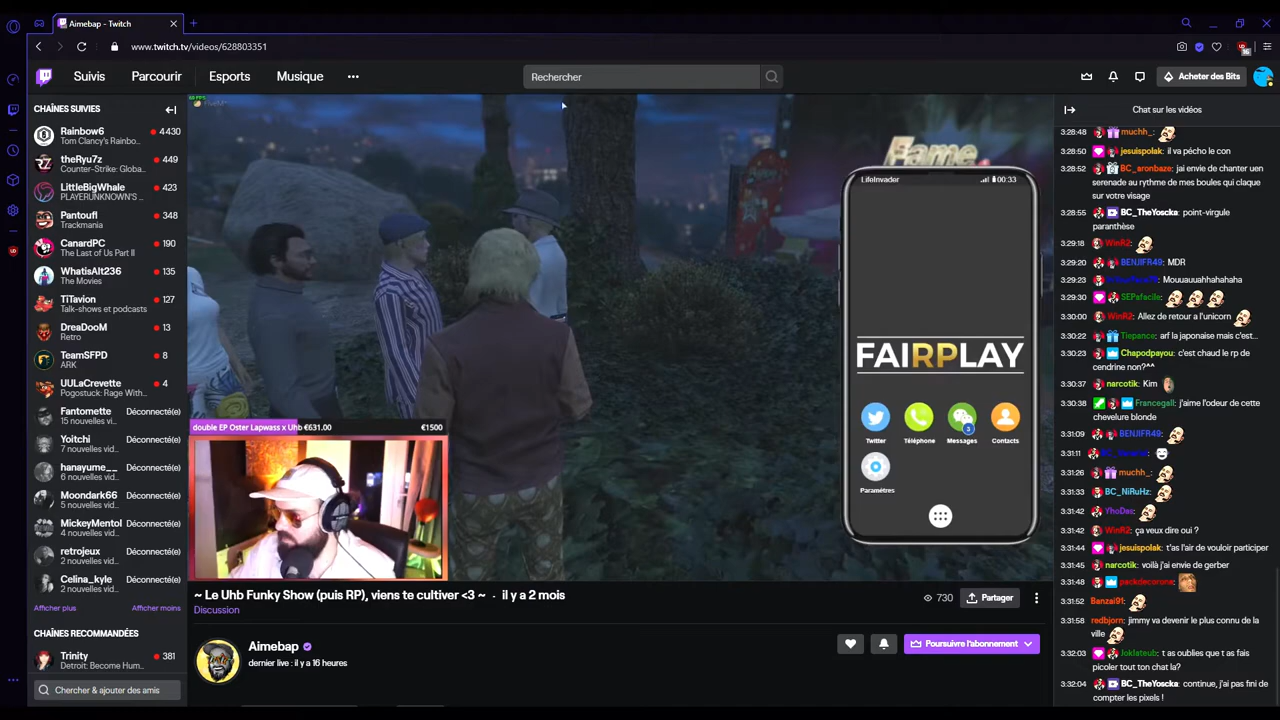 Aimebap - Twitch
www.twitch.tv/videos/628803351
Suivis
Parcourir
Esports
Musique
Rechercher
Acheter des Bits
CHAÎNES SUIVIES
Rainbow6 4430
Tom Clancy's Rainbo...
theRyu7z 449
Counter-Strike: Globa...
LittleBigWhale 423
PLAYERUNKNOWN'S ...
Pantoufl 348
Trackmania
CanardPC 190
The Last of Us Part II
WhatisAlt236 135
The Movies
TiTavion 127
Talk-shows et podcasts
DreaDooM 13
Retro
TeamSFPD 8
ARK
UULaCrevette 4
Pogostuck: Rage With...
Fantomette Déconnecté(e)
15 nouvelles vid...
Yoitchi Déconnecté(e)
7 nouvelles vid...
hanayume__ Déconnecté(e)
6 nouvelles vid...
Moondark66 Déconnecté(e)
5 nouvelles vid...
MickeyMentol Déconnecté(e)
4 nouvelles vid...
retrojeux Déconnecté(e)
2 nouvelles vid...
Celina_kyle Déconnecté(e)
2 nouvelles vid...
Afficher plus
Afficher moins
CHAÎNES RECOMMANDÉES
Trinity 381
Detroit: Become Hum...
Chercher & ajouter des amis
FiveM
Fame.
LifeInvader
00:33
FAIRPLAY
Twitter
Téléphone
3
Messages
Contacts
Paramètres
double EP Oster Lapwass x Uhb €631.00
€1500
~ Le Uhb Funky Show (puis RP), viens te cultiver <3 ~ · il y a 2 mois
Discussion
730
Partager
Aimebap
dernier live : il y a 16 heures
Poursuivre l'abonnement
Chat sur les vidéos
3:28:48 muchh_:
3:28:50 jesuispolak: il va pécho le con
3:28:52 BC_aronbaze: jai envie de chanter uen
serenade au rythme de mes boules qui claque
sur votre visage
3:28:55 BC_TheYoscka: point-virgule
paranthèse
3:29:18 WinR2:
3:29:20 BENJIFR49: MDR
3:29:23 Mouuauuahhahahaha
3:29:30 SEPafacile:
3:30:00 WinR2: Allez de retour a l'unicorn
3:30:22 Tiepance: arf la japonaise mais c'est...
3:30:23 Chapodpayou: c'est chaud le rp de
cendrine non?^^
3:30:37 narcotik: Kim
3:30:48 Francegall: j'aime l'odeur de cette
chevelure blonde
3:31:09 BENJIFR49:
3:31:11
3:31:26 muchh_:
3:31:33 BC_NiRuHz:
3:31:42 YhoDas:
3:31:42 WinR2: ça veux dire oui ?
3:31:44 jesuispolak: t'as l'air de vouloir participer
3:31:45 narcotik: voilà j'ai envie de gerber
3:31:48 packdecorona:
3:31:52
Banzai91:
3:31:58
redbjorn: jimmy va devenir le plus connu de la
ville
3:32:03 Joklateub: t as oublies que t as fais
picoler tout ton chat la?
3:32:04 BC_TheYoscka: continue, j'ai pas fini de
compter les pixels !